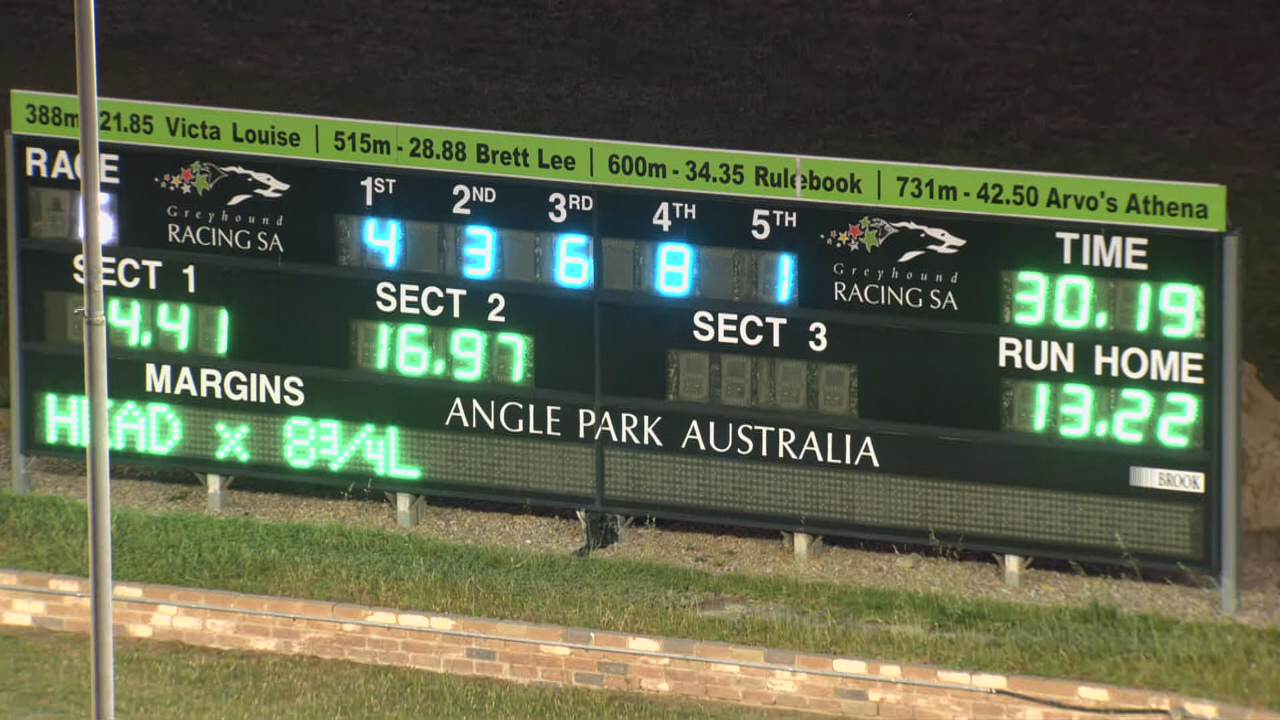 388m 21.85 Victa Louise | 515m - 28.88 Brett Lee | 600m - 34.35 Rulebook | 731m - 42.50 Arvo's Athena
RACE
Greyhound
RACING SA
1ST 2ND 3RD 4TH 5TH
4 3 6 8 1
Greyhound
RACING SA
TIME
30.19
SECT 1
4.41
SECT 2
16.97
SECT 3
RUN HOME
13.22
MARGINS
HEAD x 8¾L
ANGLE PARK AUSTRALIA
BROOK